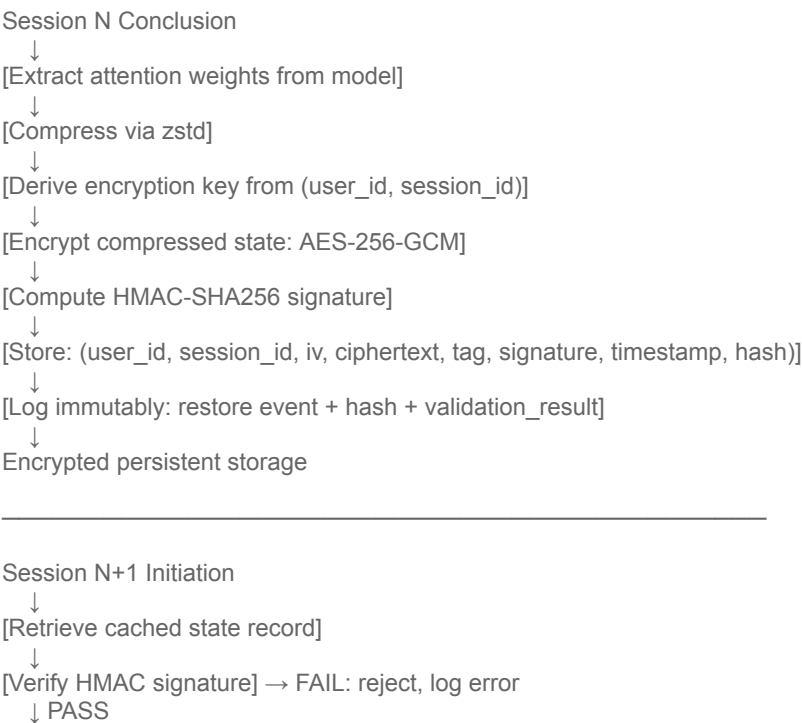 Session N Conclusion
↓
[Extract attention weights from model]
↓
[Compress via zstd]
↓
[Derive encryption key from (user_id, session_id)]
↓
[Encrypt compressed state: AES-256-GCM]
↓
[Compute HMAC-SHA256 signature]
↓
[Store: (user_id, session_id, iv, ciphertext, tag, signature, timestamp, hash)]
↓
[Log immutably: restore event + hash + validation_result]
↓
Encrypted persistent storage
Session N+1 Initiation
↓
[Retrieve cached state record]
↓
[Verify HMAC signature] → FAIL: reject, log error
↓ PASS